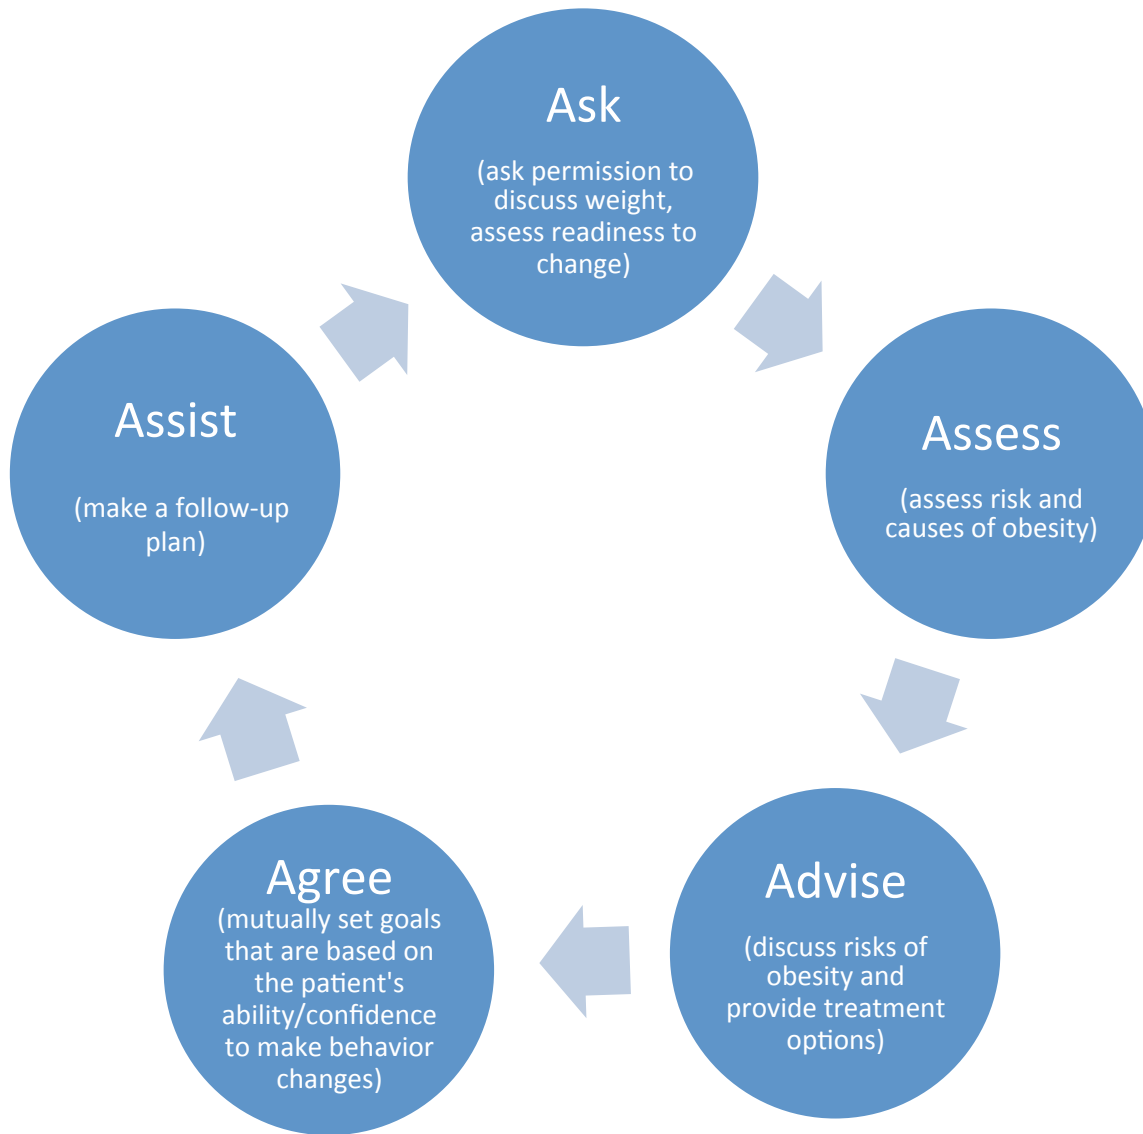 Ask
(ask permission to
discuss weight,
assess readiness to
change)
Assess
(assess risk and
causes of obesity)
Advise
(discuss risks of
obesity and
provide treatment
options)
Agree
(mutually set goals
that are based on
the patient's
ability/confidence
to make behavior
changes)
Assist
(make a follow-up
plan)